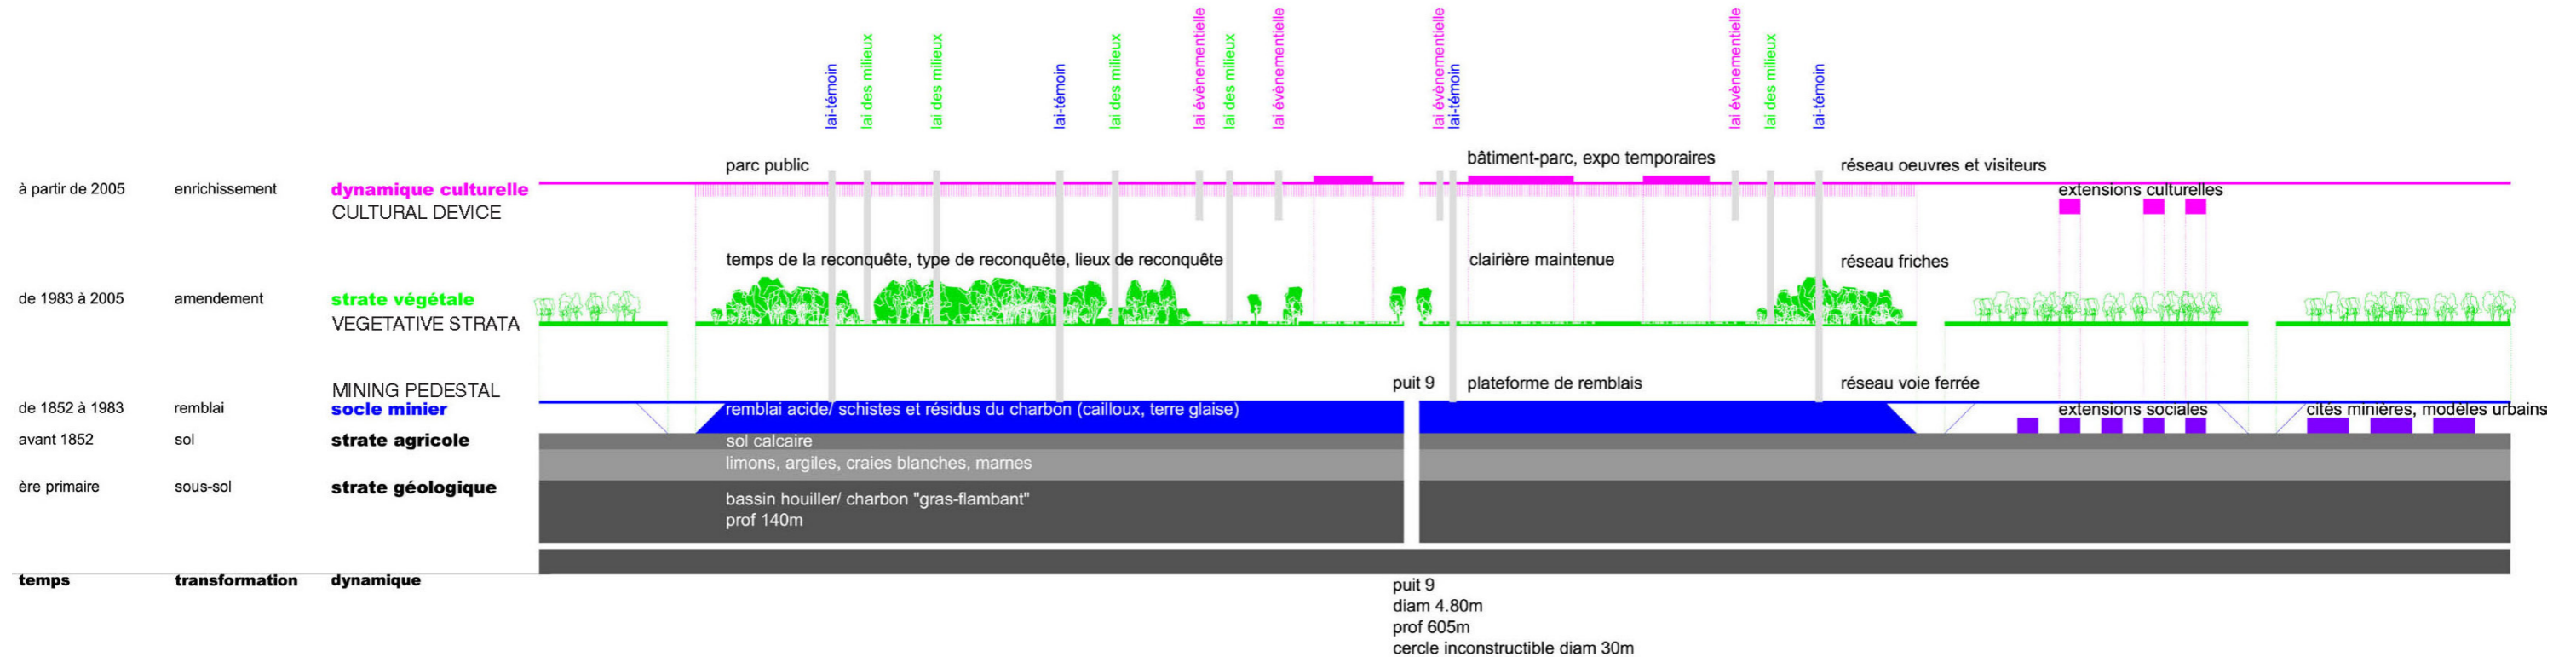 lai-témoin
lai des milieux
lai des milieux
lai-témoin
lai des milieux
lai évènementielle
lai des milieux
lai évènementielle
lai évènementielle
lai-témoin
lai évènementielle
lai des milieux
lai-témoin
parc public
bâtiment-parc, expo temporaires
réseau oeuvres et visiteurs
à partir de 2005 enrichissement dynamique culturelle
extensions culturelles
CULTURAL DEVICE
temps de la reconquête, type de reconquête, lieux de reconquête
clairière maintenue
réseau friches
de 1983 à 2005 amendement strate végétale
VEGETATIVE STRATA
MINING PEDESTAL
puit 9
plateforme de remblais
réseau voie ferrée
de 1852 à 1983 remblai socle minier
remblai acide/ schistes et résidus du charbon (cailloux, terre glaise)
extensions sociales
cités minières, modèles urbains
avant 1852 sol strate agricole
sol calcaire
limons, argiles, craies blanches, marnes
ère primaire sous-sol strate géologique
bassin houiller/ charbon "gras-flambant"
prof 140m
temps transformation dynamique
puit 9
diam 4.80m
prof 605m
cercle inconstructible diam 30m